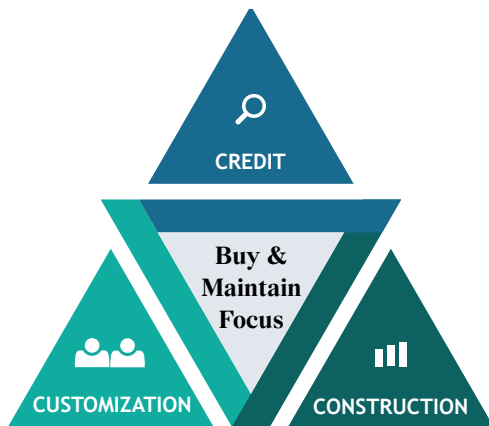 CREDIT
Buy &
Maintain
Focus
CUSTOMIZATION
CONSTRUCTION